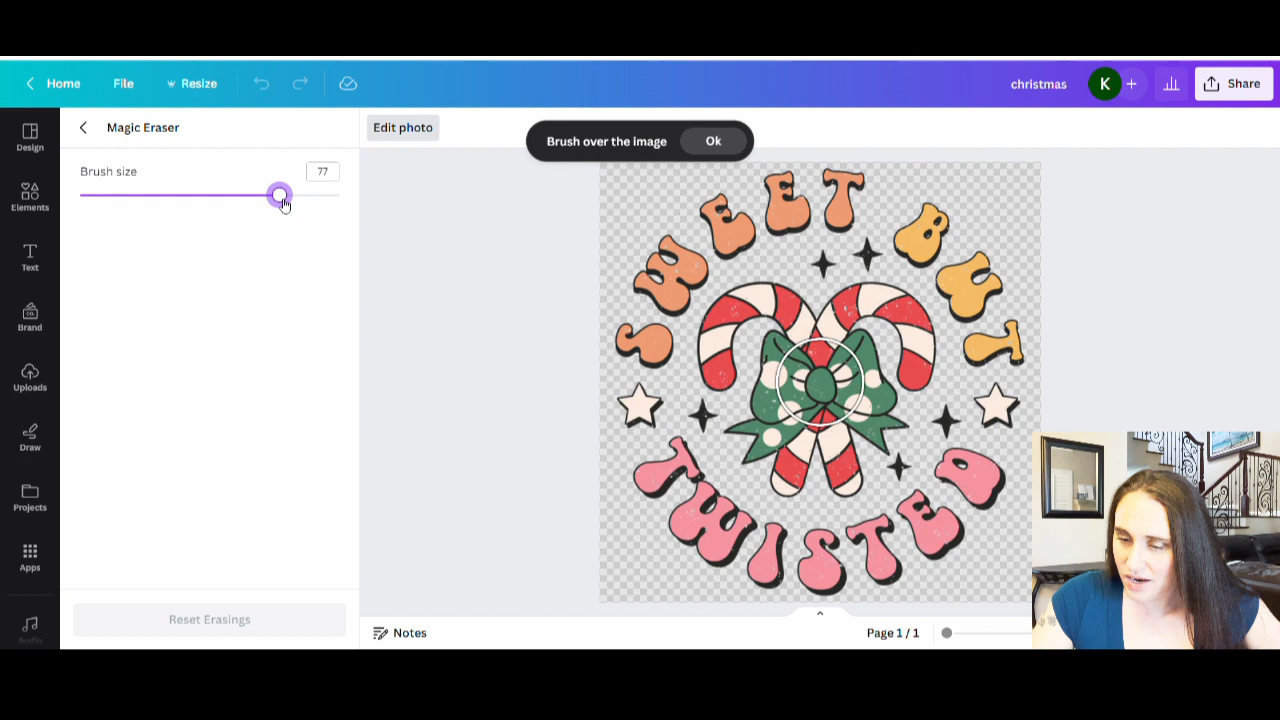 Home File Resize christmas K + Share
Design
Elements
Text
Brand
Uploads
Draw
Projects
Apps
Audio
Magic Eraser
Brush size 77
Reset Erasings
Edit photo
Brush over the image Ok
SWEET BUT
TWISTED
Notes
Page 1 / 1